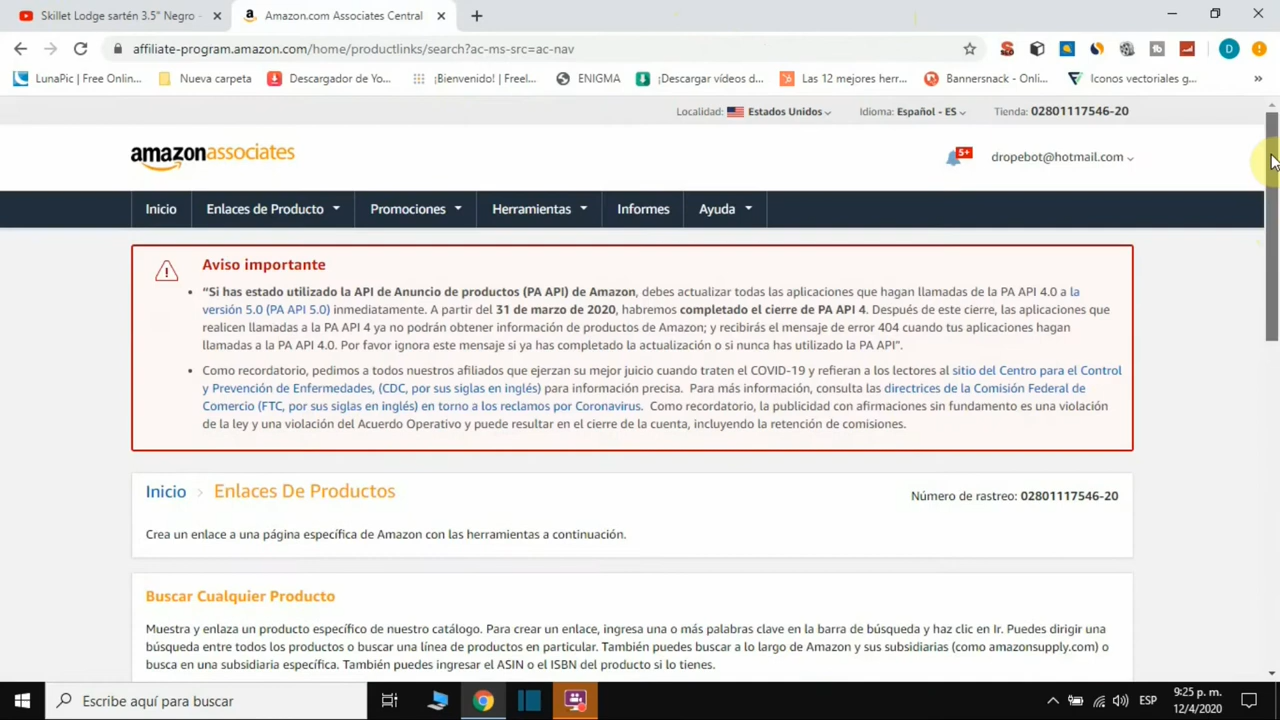 Skillet Lodge sartén 3.5" Negro -
Amazon.com Associates Central
affiliate-program.amazon.com/home/productlinks/search?ac-ms-src=ac-nav
D
LunaPic | Free Onlin...
Nueva carpeta
Descargador de Yo...
¡Bienvenido! | Freel...
ENIGMA
¡Descargar vídeos d...
Las 12 mejores herr...
Bannersnack - Onli...
Iconos vectoriales g...
»
Localidad: Estados Unidos
Idioma: Español - ES
Tienda: 02801117546-20
amazonassociates
5+
dropebot@hotmail.com
Inicio
Enlaces de Producto
Promociones
Herramientas
Informes
Ayuda
Aviso importante
"Si has estado utilizado la API de Anuncio de productos (PA API) de Amazon, debes actualizar todas las aplicaciones que hagan llamadas de la PA API 4.0 a la
versión 5.0 (PA API 5.0) inmediatamente. A partir del 31 de marzo de 2020, habremos completado el cierre de PA API 4. Después de este cierre, las aplicaciones que
realicen llamadas a la PA API 4 ya no podrán obtener información de productos de Amazon; y recibirás el mensaje de error 404 cuando tus aplicaciones hagan
llamadas a la PA API 4.0. Por favor ignora este mensaje si ya has completado la actualización o si nunca has utilizado la PA API".
Como recordatorio, pedimos a todos nuestros afiliados que ejerzan su mejor juicio cuando traten el COVID-19 y refieran a los lectores al sitio del Centro para el Control
y Prevención de Enfermedades, (CDC, por sus siglas en inglés) para información precisa. Para más información, consulta las directrices de la Comisión Federal de
Comercio (FTC, por sus siglas en inglés) en torno a los reclamos por Coronavirus. Como recordatorio, la publicidad con afirmaciones sin fundamento es una violación
de la ley y una violación del Acuerdo Operativo y puede resultar en el cierre de la cuenta, incluyendo la retención de comisiones.
Inicio › Enlaces De Productos
Número de rastreo: 02801117546-20
Crea un enlace a una página específica de Amazon con las herramientas a continuación.
Buscar Cualquier Producto
Muestra y enlaza un producto específico de nuestro catálogo. Para crear un enlace, ingresa una o más palabras clave en la barra de búsqueda y haz clic en Ir. Puedes dirigir una
búsqueda entre todos los productos o buscar una línea de productos en particular. También puedes buscar a lo largo de Amazon y sus subsidiarias (como amazonsupply.com) o
busca en una subsidiaria específica. También puedes ingresar el ASIN o el ISBN del producto si lo tienes.
Escribe aquí para buscar
ESP
9:25 p. m.
12/4/2020